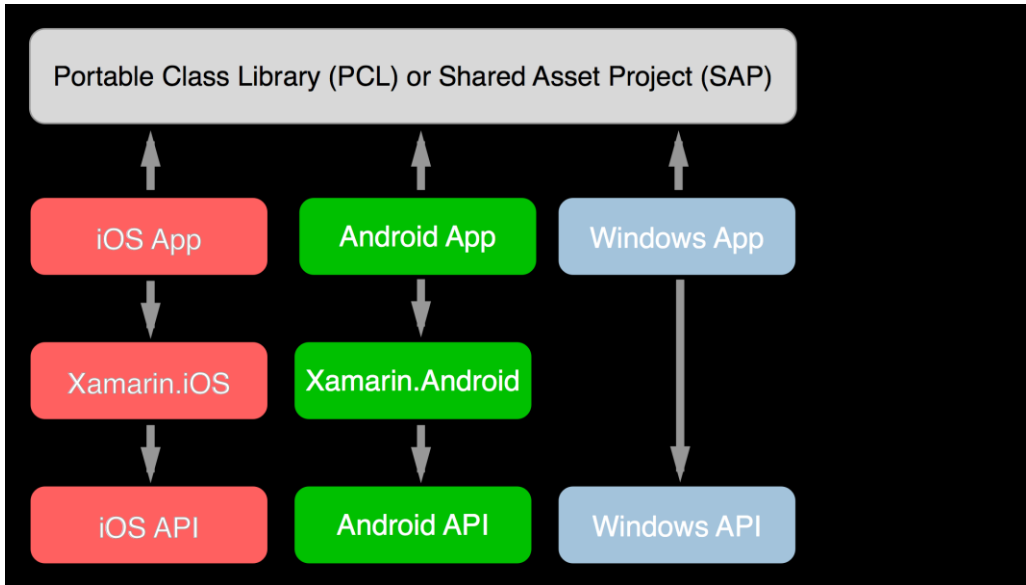 Portable Class Library (PCL) or Shared Asset Project (SAP)
iOS App
Android App
Windows App
Xamarin.iOS
Xamarin.Android
iOS API
Android API
Windows API